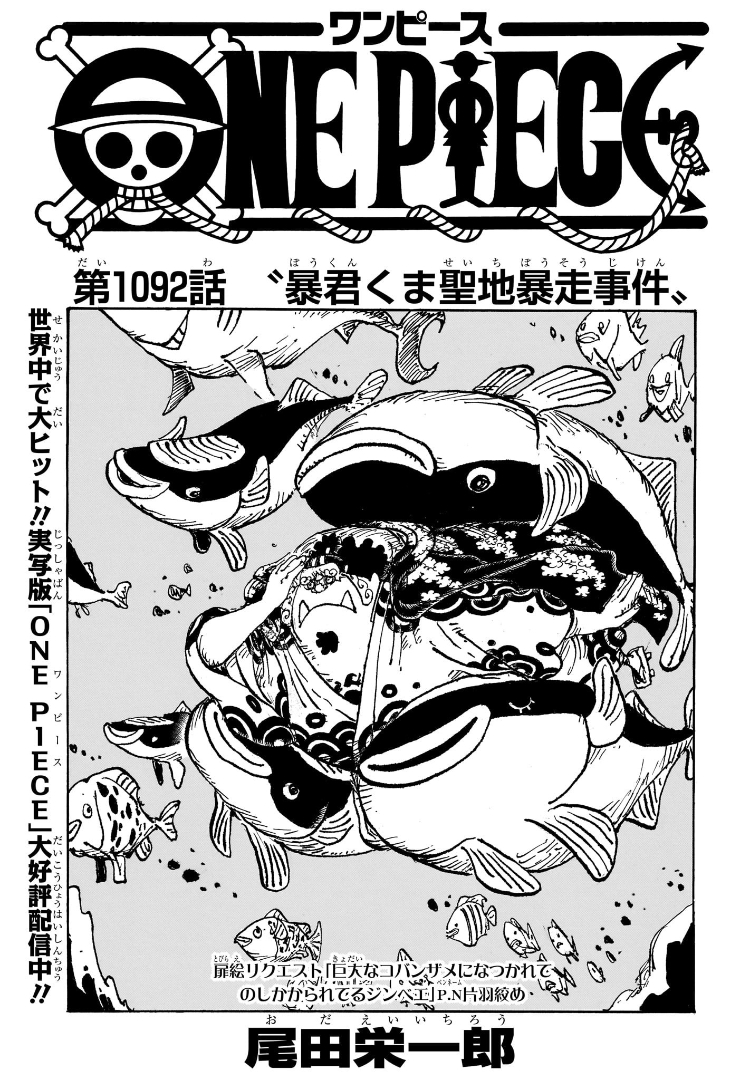 ワンピース
ONE PIECE
第1092話 〝暴君くま聖地暴走事件〟
世界中で大ヒット!!実写版「ONE PIECE」大好評配信中!!
扉絵リクエスト「巨大なコバンザメになつかれて
のしかかられてるジンベエ」P.N片羽絞め
尾田栄一郎